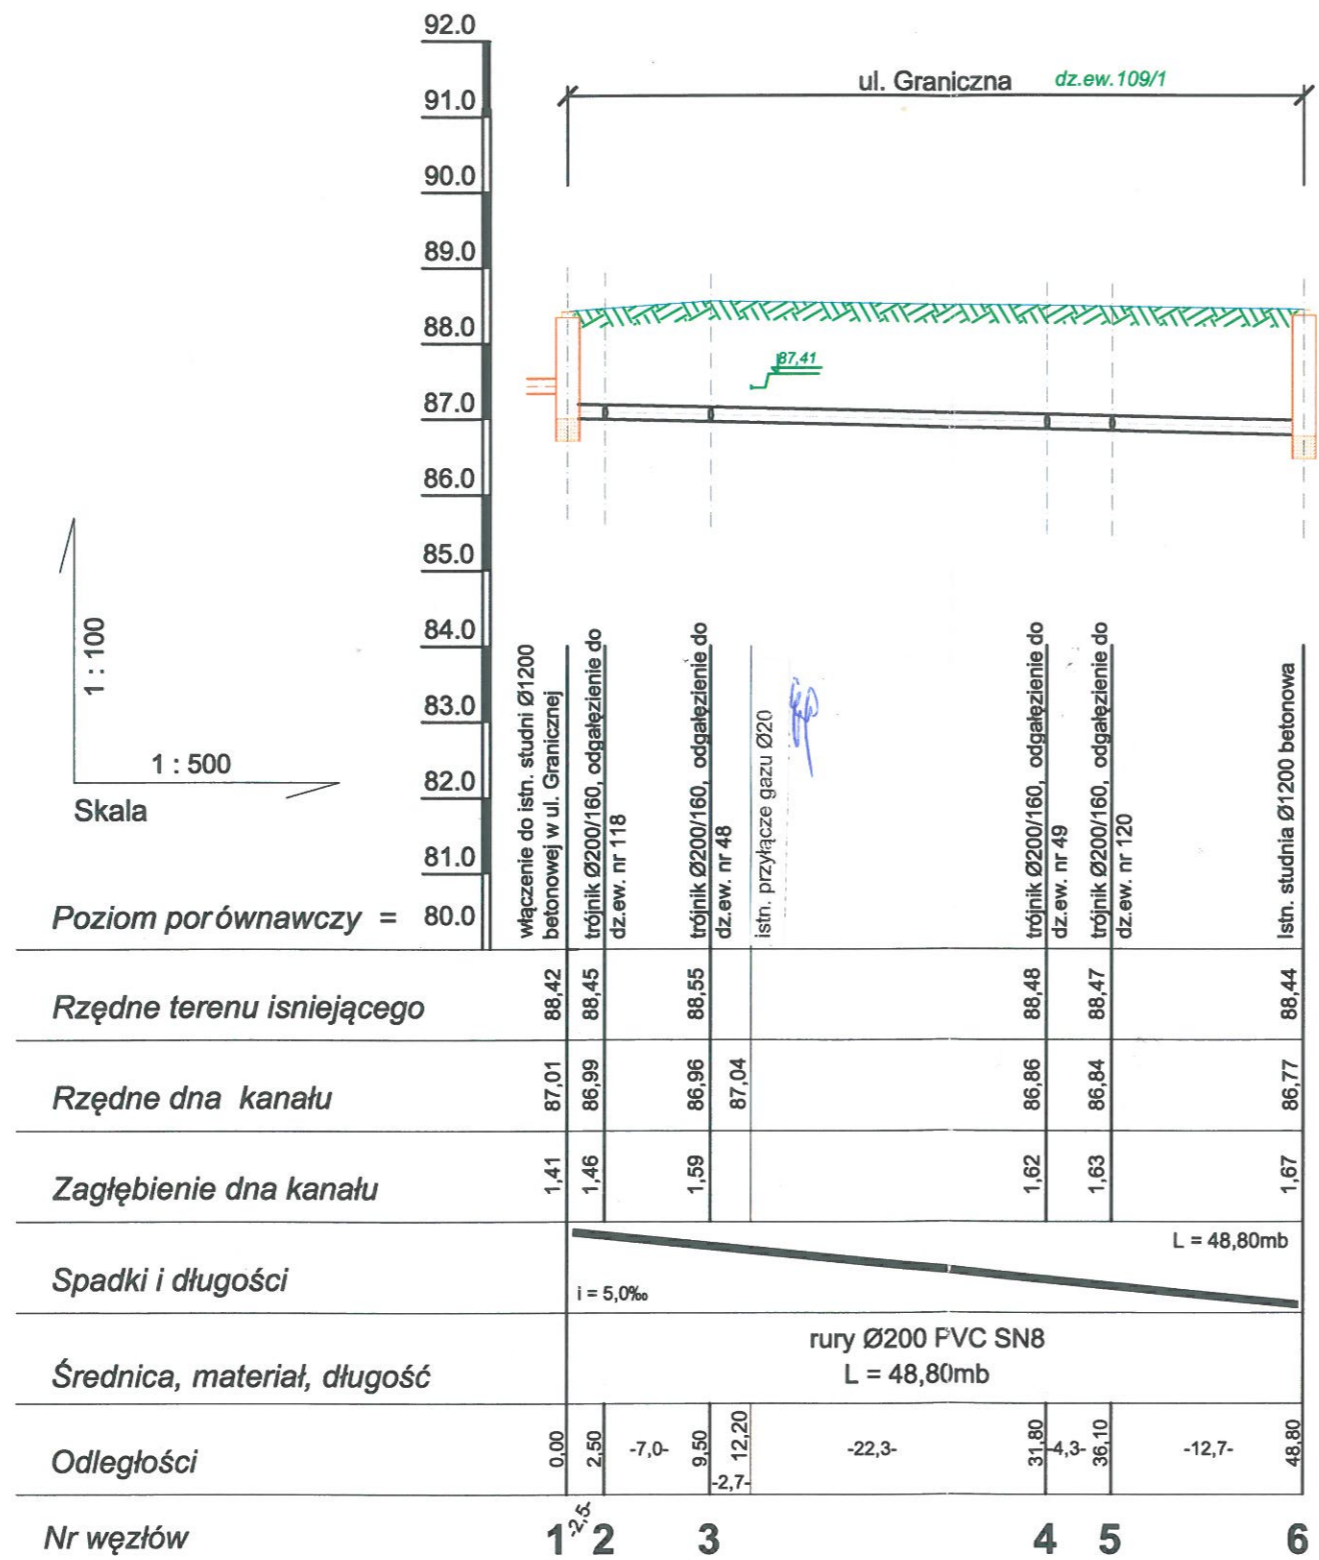 92.0
91.0
90.0
89.0
88.0
87.0
86.0
85.0
84.0
83.0
82.0
81.0
80.0
ul. Graniczna dz.ew.109/1
87,41
1 : 100
1 : 500
Skala
Poziom porównawczy =
włączenie do istn. studni Ø1200
betonowej w ul. Granicznej
trójnik Ø200/160, odgałęzienie do
dz.ew. nr 118
trójnik Ø200/160, odgałęzienie do
dz.ew. nr 48
istn. przyłącze gazu Ø20
trójnik Ø200/160, odgałęzienie do
dz.ew. nr 49
trójnik Ø200/160, odgałęzienie do
dz.ew. nr 120
Istn. studnia Ø1200 betonowa
Rzędne terenu isniejącego 88,42 88,45 88,55 88,48 88,47 88,44
Rzędne dna kanału 87,01 86,99 86,96 87,04 86,86 86,84 86,77
Zagłębienie dna kanału 1,41 1,46 1,59 1,62 1,63 1,67
Spadki i długości i = 5,0‰ L = 48,80mb
Średnica, materiał, długość
rury Ø200 PVC SN8
L = 48,80mb
Odległości 0,00 2,50 -7,0- 9,50 -2,7- 12,20 -22,3- 31,80 -4,3- 36,10 -12,7- 48,80
Nr węzłów 1 -2,5- 2 3 4 5 6